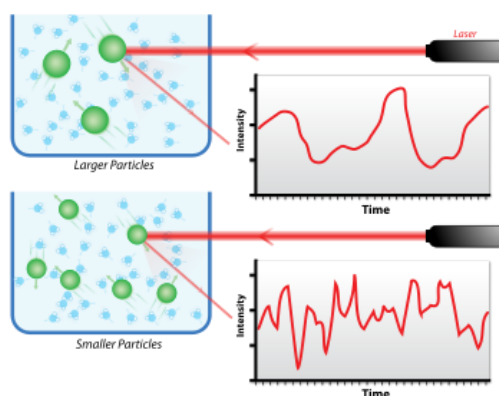 Laser
Intensity
Time
Larger Particles
Intensity
Time
Smaller Particles